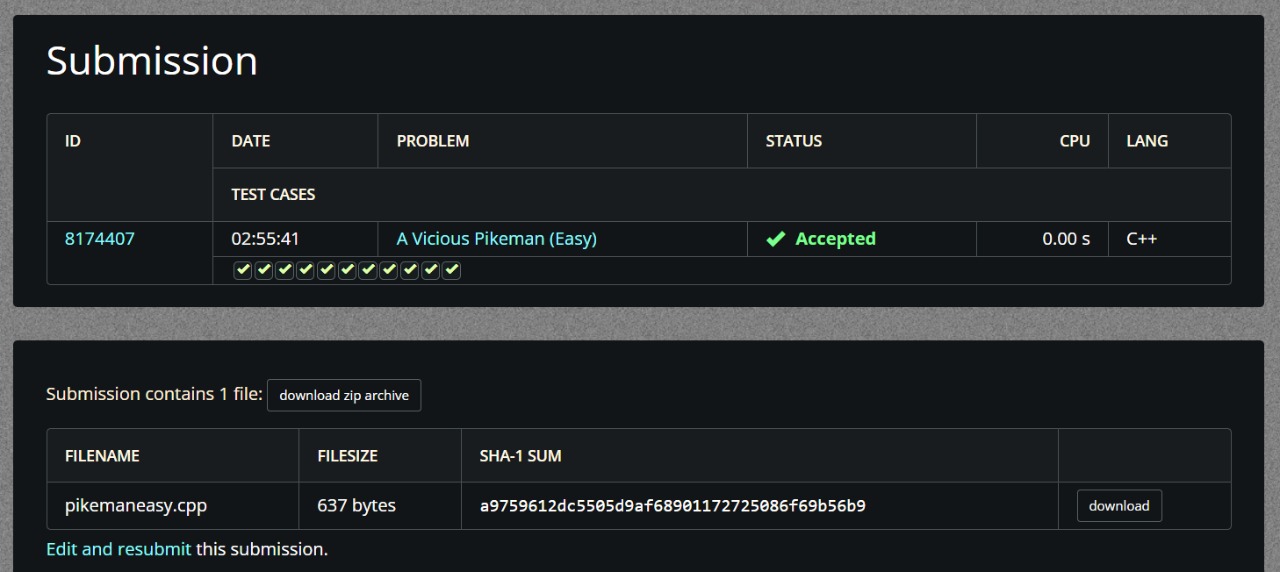 Submission
ID DATE PROBLEM STATUS CPU LANG
TEST CASES
8174407 02:55:41 A Vicious Pikeman (Easy) Accepted 0.00 s C++
Submission contains 1 file: download zip archive
FILENAME FILESIZE SHA-1 SUM
pikemaneasy.cpp 637 bytes a9759612dc5505d9af68901172725086f69b56b9 download
Edit and resubmit this submission.